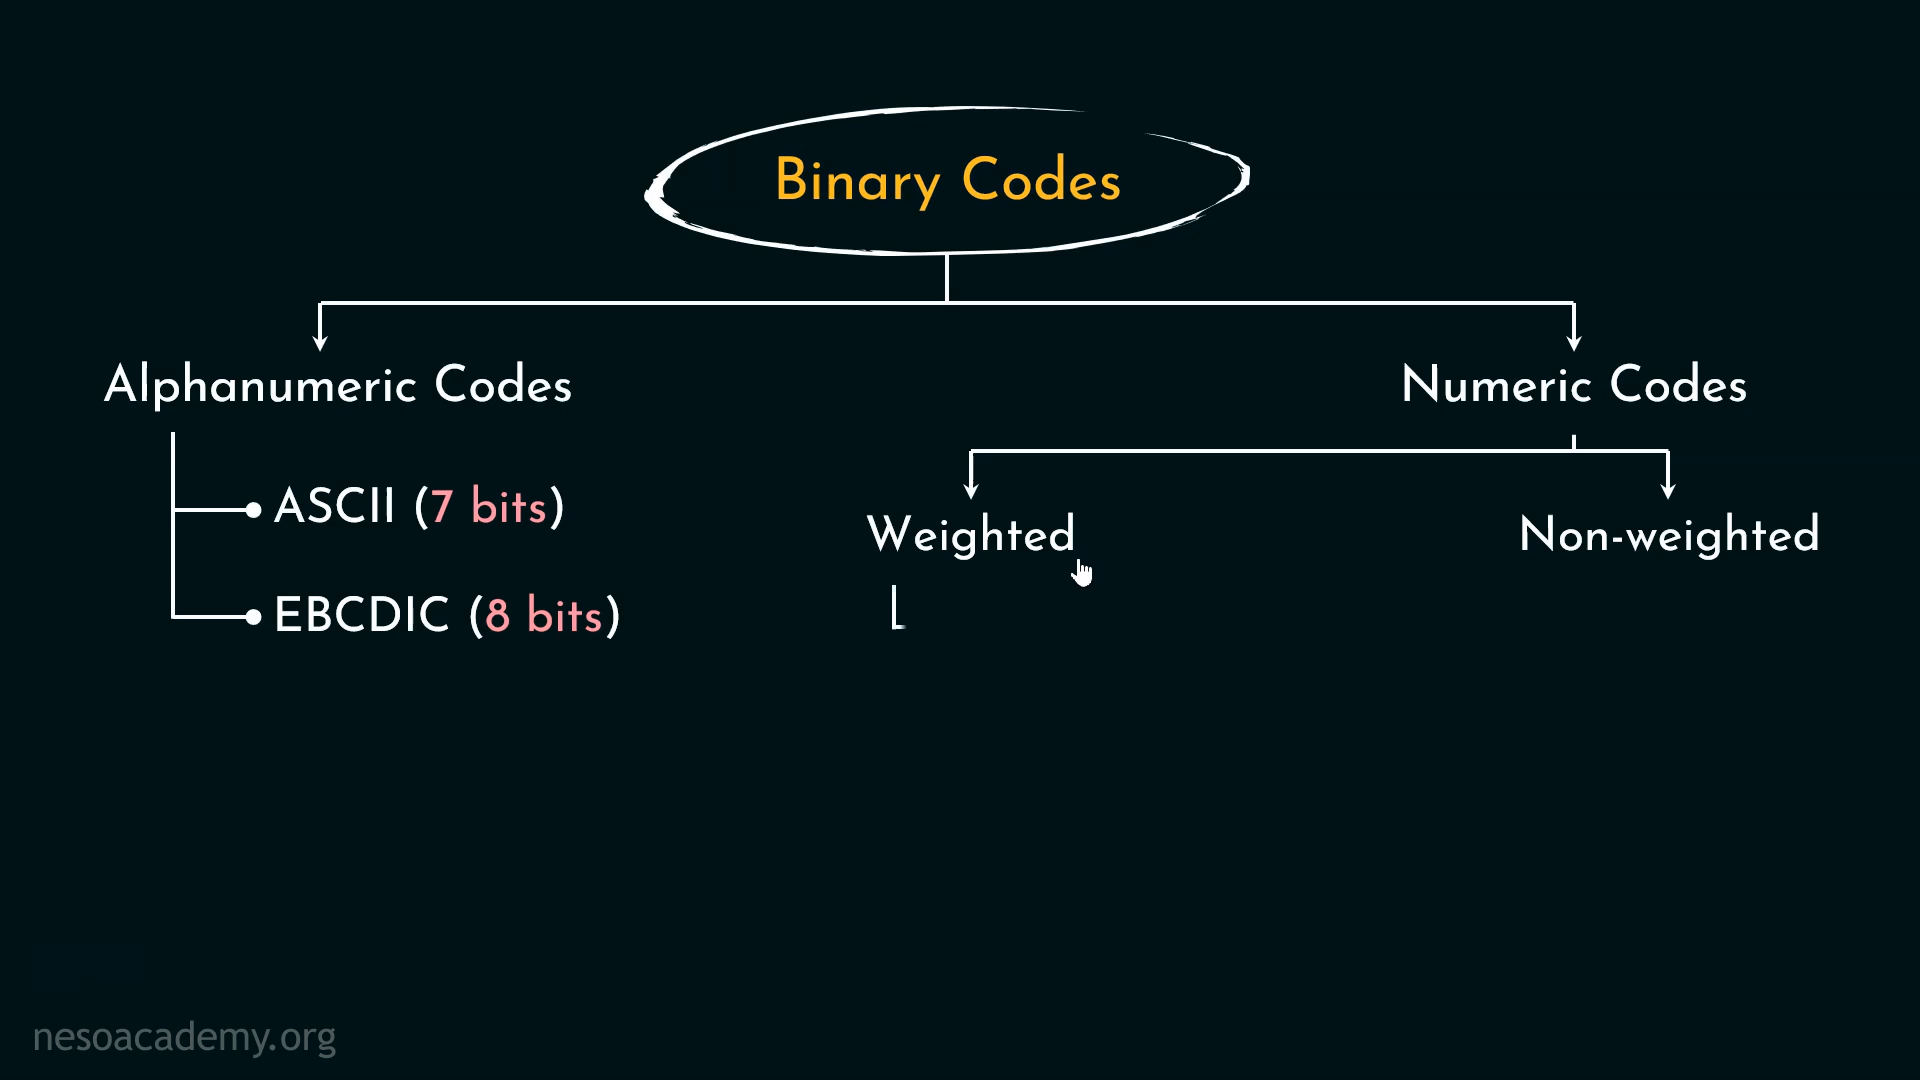 Binary Codes
Alphanumeric Codes
Numeric Codes
ASCII (7 bits)
EBCDIC (8 bits)
Weighted
Non-weighted
nesoacademy.org